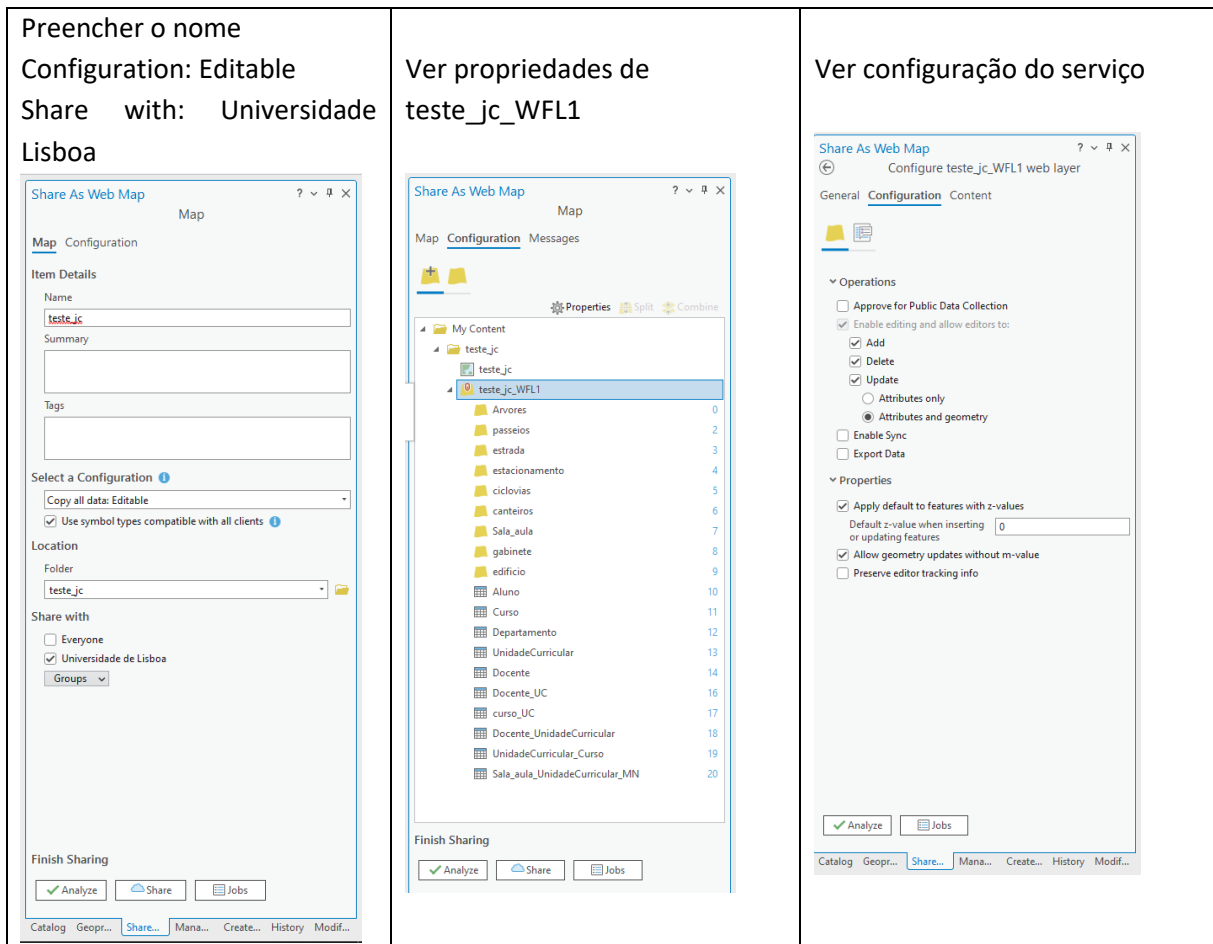 Preencher o nome
Configuration: Editable
Share with: Universidade
Lisboa
Share As Web Map
Map
Map Configuration
Item Details
Name
teste_jc
Summary
Tags
Select a Configuration
Copy all data: Editable
Use symbol types compatible with all clients
Location
Folder
teste_jc
Share with
Everyone
Universidade de Lisboa
Groups
Finish Sharing
Analyze Share Jobs
Catalog Geopr... Share... Mana... Create... History Modif...
Ver propriedades de
teste_jc_WFL1
Share As Web Map
Map
Map Configuration Messages
Properties Split Combine
My Content
teste_jc
teste_jc
teste_jc_WFL1
Arvores 0
passeios 2
estrada 3
estacionamento 4
ciclovias 5
canteiros 6
Sala_aula 7
gabinete 8
edificio 9
Aluno 10
Curso 11
Departamento 12
UnidadeCurricular 13
Docente 14
Docente_UC 16
curso_UC 17
Docente_UnidadeCurricular 18
UnidadeCurricular_Curso 19
Sala_aula_UnidadeCurricular_MN 20
Finish Sharing
Analyze Share Jobs
Ver configuração do serviço
Share As Web Map
Configure teste_jc_WFL1 web layer
General Configuration Content
Operations
Approve for Public Data Collection
Enable editing and allow editors to:
Add
Delete
Update
Attributes only
Attributes and geometry
Enable Sync
Export Data
Properties
Apply default to features with z-values
Default z-value when inserting 0
or updating features
Allow geometry updates without m-value
Preserve editor tracking info
Analyze Jobs
Catalog Geopr... Share... Mana... Create... History Modif...